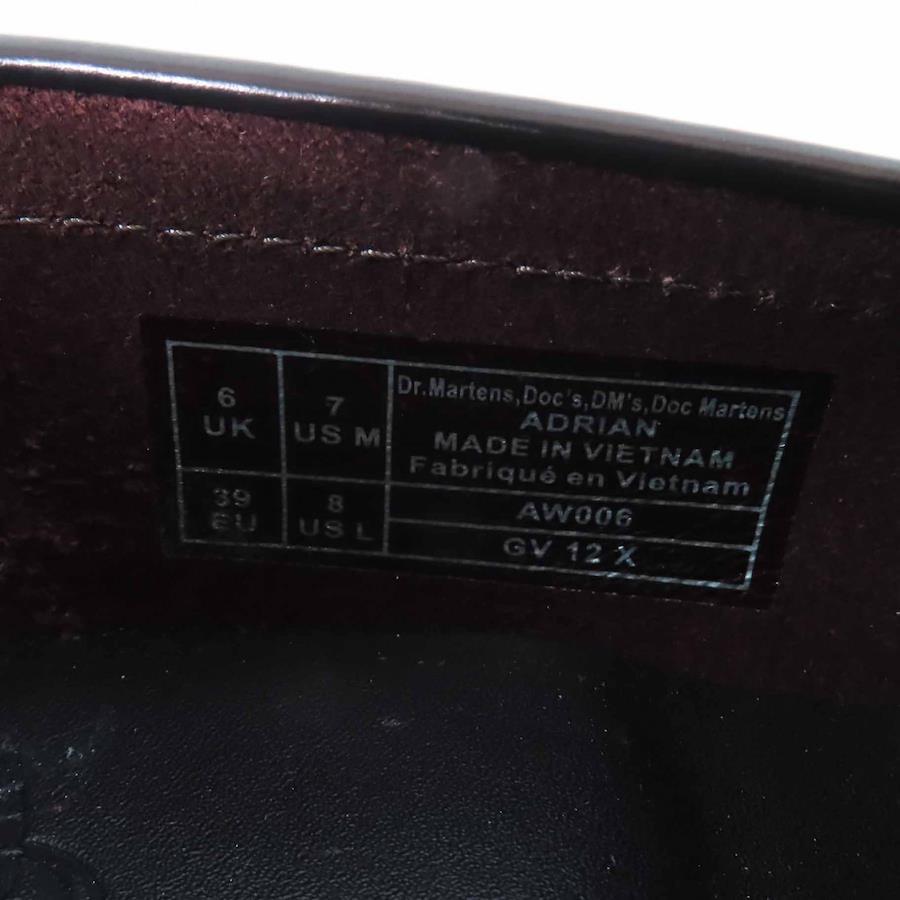 6
UK
7
US M
39
EU
8
US L
Dr.Martens,Doc's,DM's,Doc Martens
ADRIAN
MADE IN VIETNAM
Fabriqué en Vietnam
AW006
GV 12 X